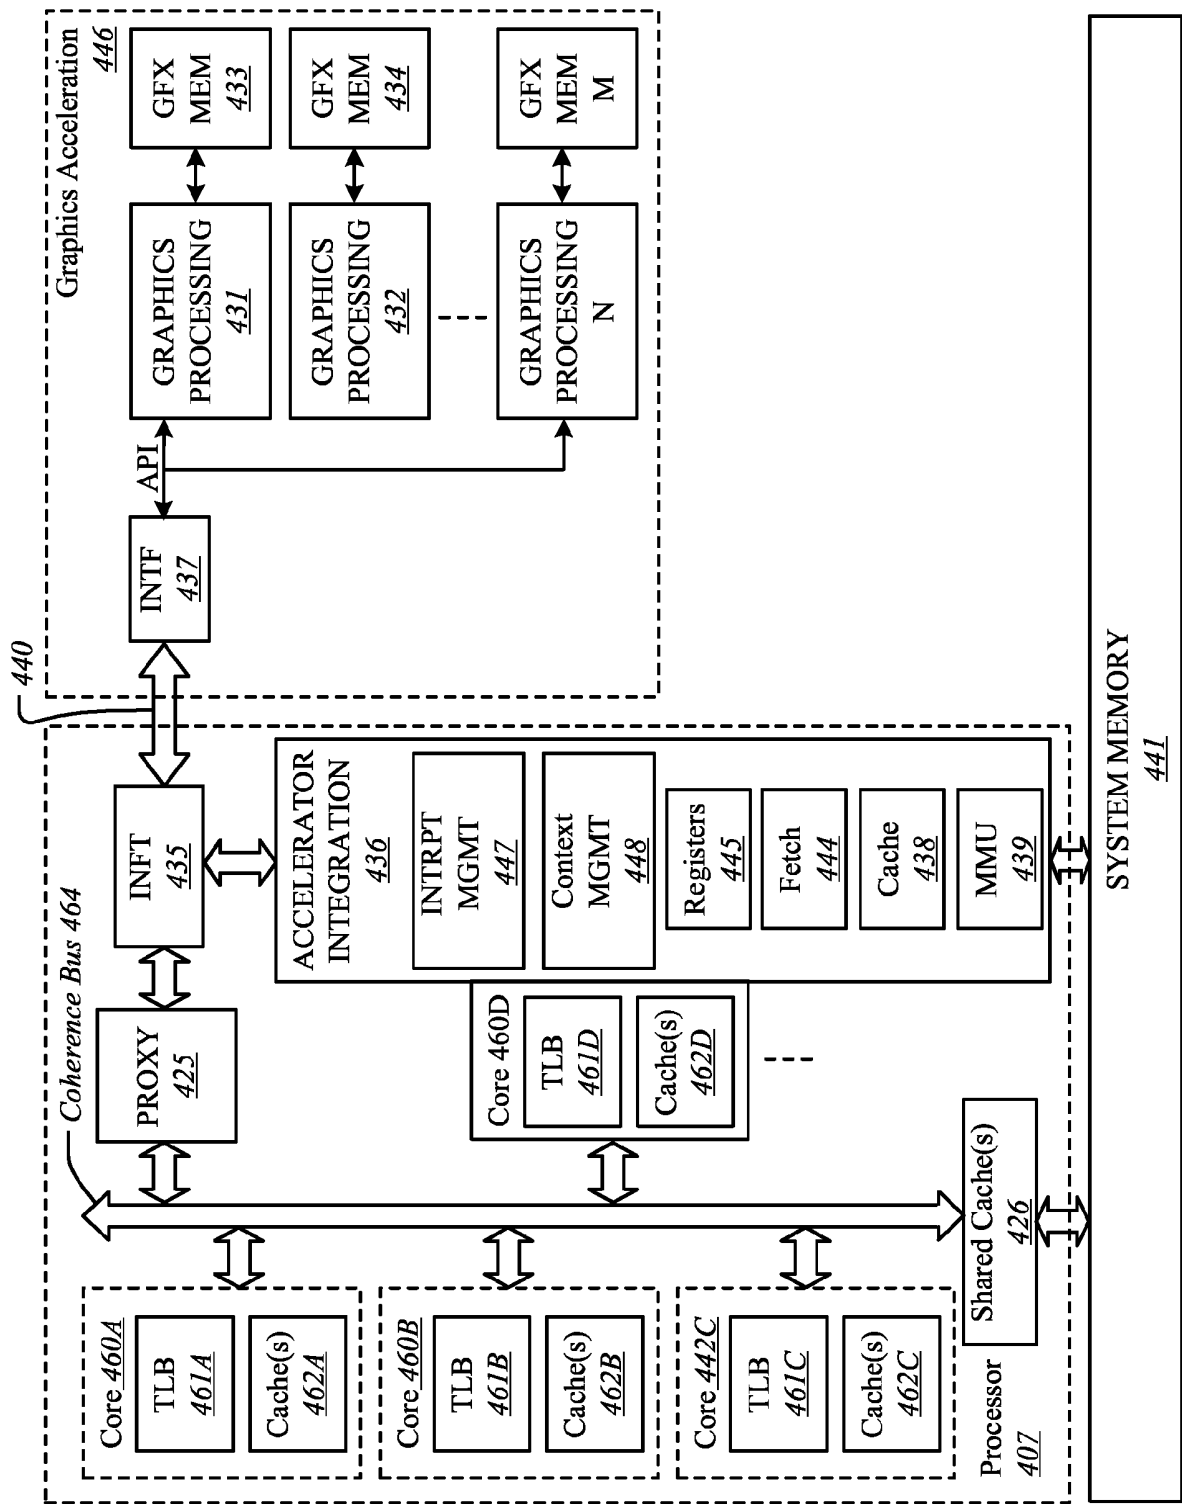 Processor
407
Core 460A
TLB
461A
Cache(s)
462A
Core 460B
TLB
461B
Cache(s)
462B
Core 442C
TLB
461C
Cache(s)
462C
Shared Cache(s)
426
Coherence Bus 464
PROXY
425
Core 460D
TLB
461D
Cache(s)
462D
INFT
435
ACCELERATOR
INTEGRATION
436
INTRPT
MGMT
447
Context
MGMT
448
Registers
445
Fetch
444
Cache
438
MMU
439
440
Graphics Acceleration
446
INTF
437
API
GRAPHICS
PROCESSING
431
GFX
MEM
433
GRAPHICS
PROCESSING
432
GFX
MEM
434
GRAPHICS
PROCESSING
N
GFX
MEM
M
SYSTEM MEMORY
441